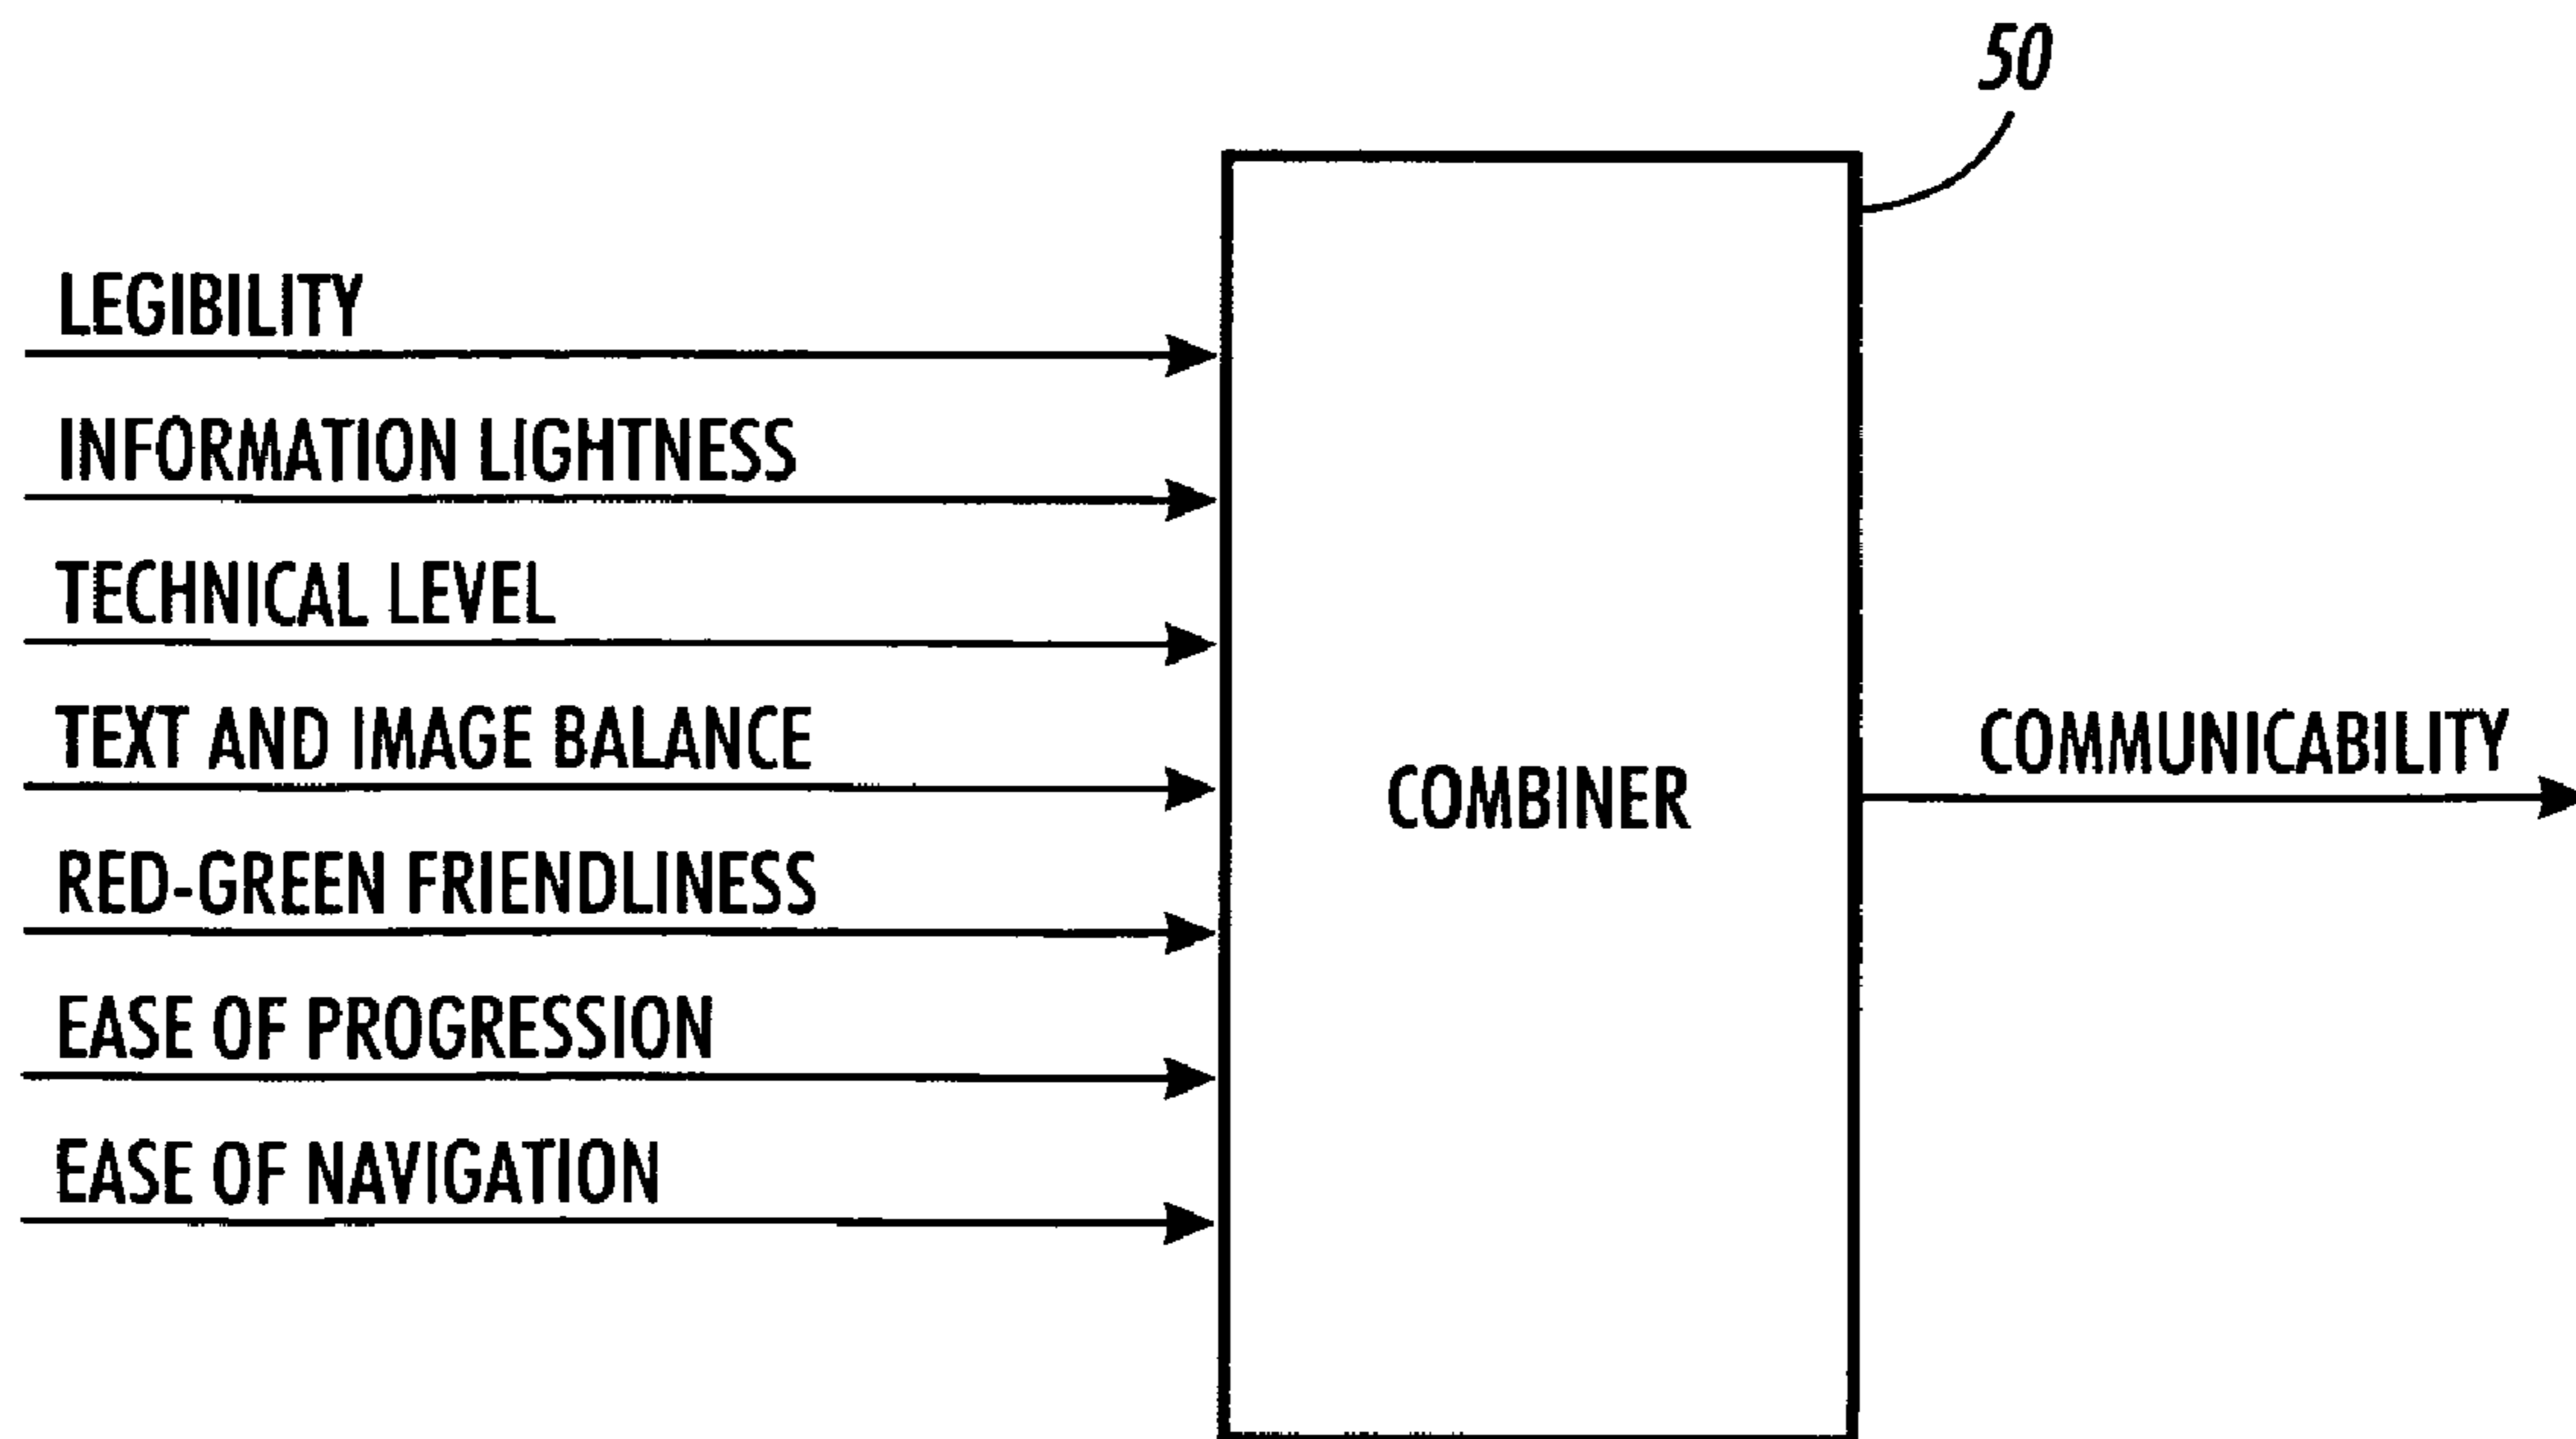 50
LEGIBILITY
INFORMATION LIGHTNESS
TECHNICAL LEVEL
TEXT AND IMAGE BALANCE
RED-GREEN FRIENDLINESS
EASE OF PROGRESSION
EASE OF NAVIGATION
COMBINER
COMMUNICABILITY